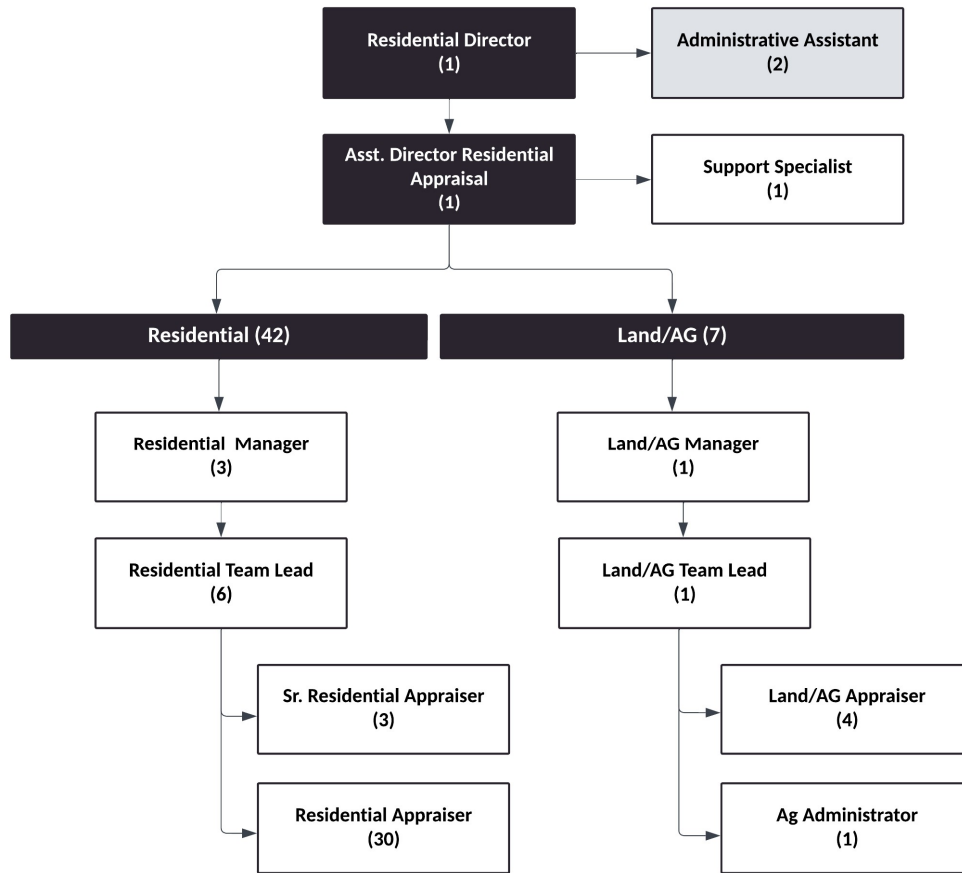 Residential Director
(1)
Administrative Assistant
(2)
Asst. Director Residential
Appraisal
(1)
Support Specialist
(1)
Residential (42)
Land/AG (7)
Residential  Manager
(3)
Land/AG Manager
(1)
Residential Team Lead
(6)
Land/AG Team Lead
(1)
Sr. Residential Appraiser
(3)
Land/AG Appraiser
(4)
Residential Appraiser
(30)
Ag Administrator
(1)